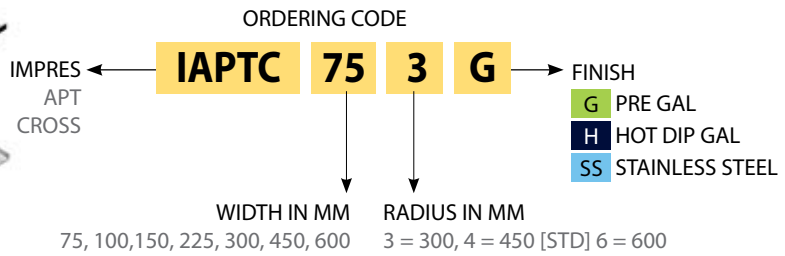 ORDERING CODE
IMPRES IAPTC 75 3 G FINISH
APT
CROSS
G PRE GAL
H HOT DIP GAL
SS STAINLESS STEEL
WIDTH IN MM RADIUS IN MM
75, 100,150, 225, 300, 450, 600 3 = 300, 4 = 450 [STD] 6 = 600